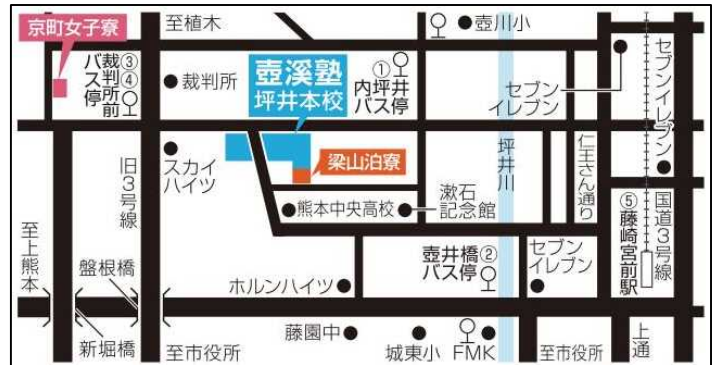 京町女子寮
至植木
壺川小
③④裁判所前バス停
裁判所
壺溪塾
坪井本校
①内坪井バス停
セブンイレブン
セブンイレブン
スカイハイツ
梁山泊寮
坪井川
仁王さん通り
旧3号線
熊本中央高校
漱石記念館
国道3号線
⑤藤崎宮前駅
至上熊本
盤根橋
ホルンハイツ
壺井橋②バス停
セブンイレブン
新堀橋
至市役所
藤園中
城東小
FMK
至市役所
上通